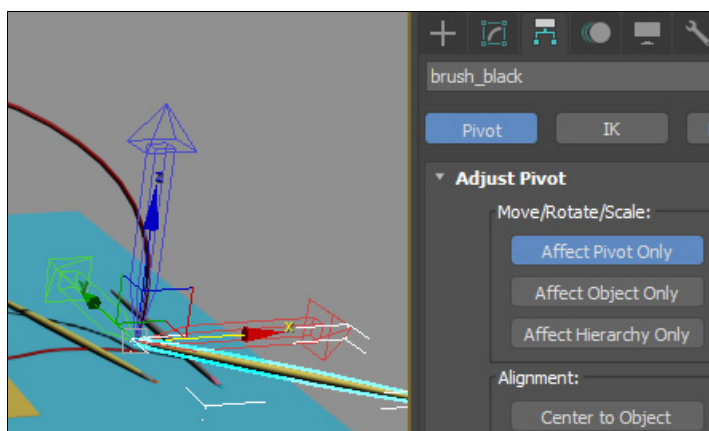 brush_black
Pivot
IK
Adjust Pivot
Move/Rotate/Scale:
Affect Pivot Only
Affect Object Only
Affect Hierarchy Only
Alignment:
Center to Object
z
y
x